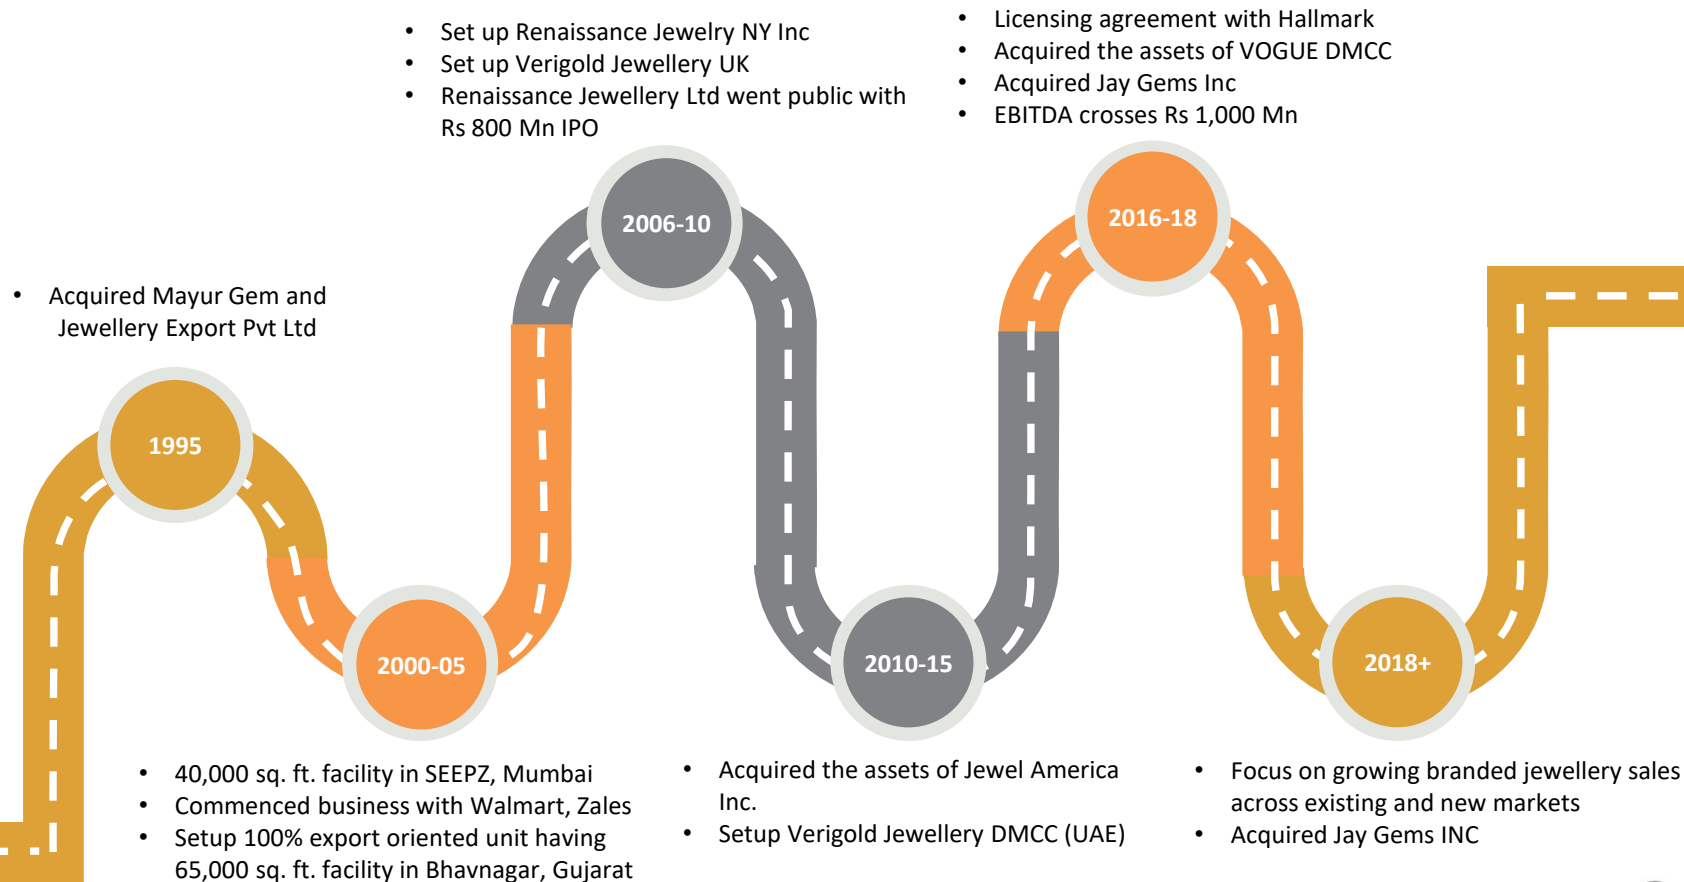 • Acquired Mayur Gem and
Jewellery Export Pvt Ltd
1995
• 40,000 sq. ft. facility in SEEPZ, Mumbai
• Commenced business with Walmart, Zales
• Setup 100% export oriented unit having
65,000 sq. ft. facility in Bhavnagar, Gujarat
2000-05
• Set up Renaissance Jewelry NY Inc
• Set up Verigold Jewellery UK
• Renaissance Jewellery Ltd went public with
Rs 800 Mn IPO
2006-10
• Acquired the assets of Jewel America
Inc.
• Setup Verigold Jewellery DMCC (UAE)
2010-15
• Licensing agreement with Hallmark
• Acquired the assets of VOGUE DMCC
• Acquired Jay Gems Inc
• EBITDA crosses Rs 1,000 Mn
2016-18
• Focus on growing branded jewellery sales
across existing and new markets
• Acquired Jay Gems INC
2018+